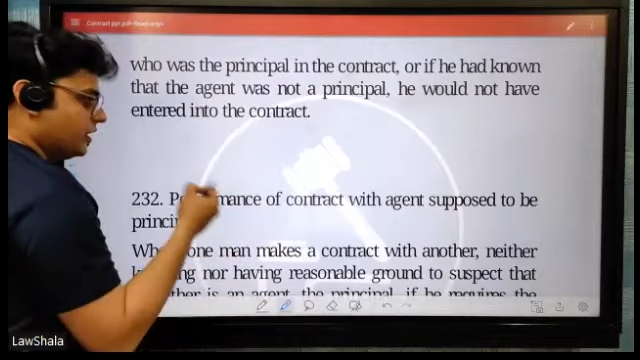 Contract ppt.pdf-Read-only
who was the principal in the contract, or if he had known
that the agent was not a principal, he would not have
entered into the contract.
232. of contract with agent supposed to be
one man makes a contract with another, neither
nor having reasonable ground to suspect that
is an agent, the principal, if he requires the
LawShala